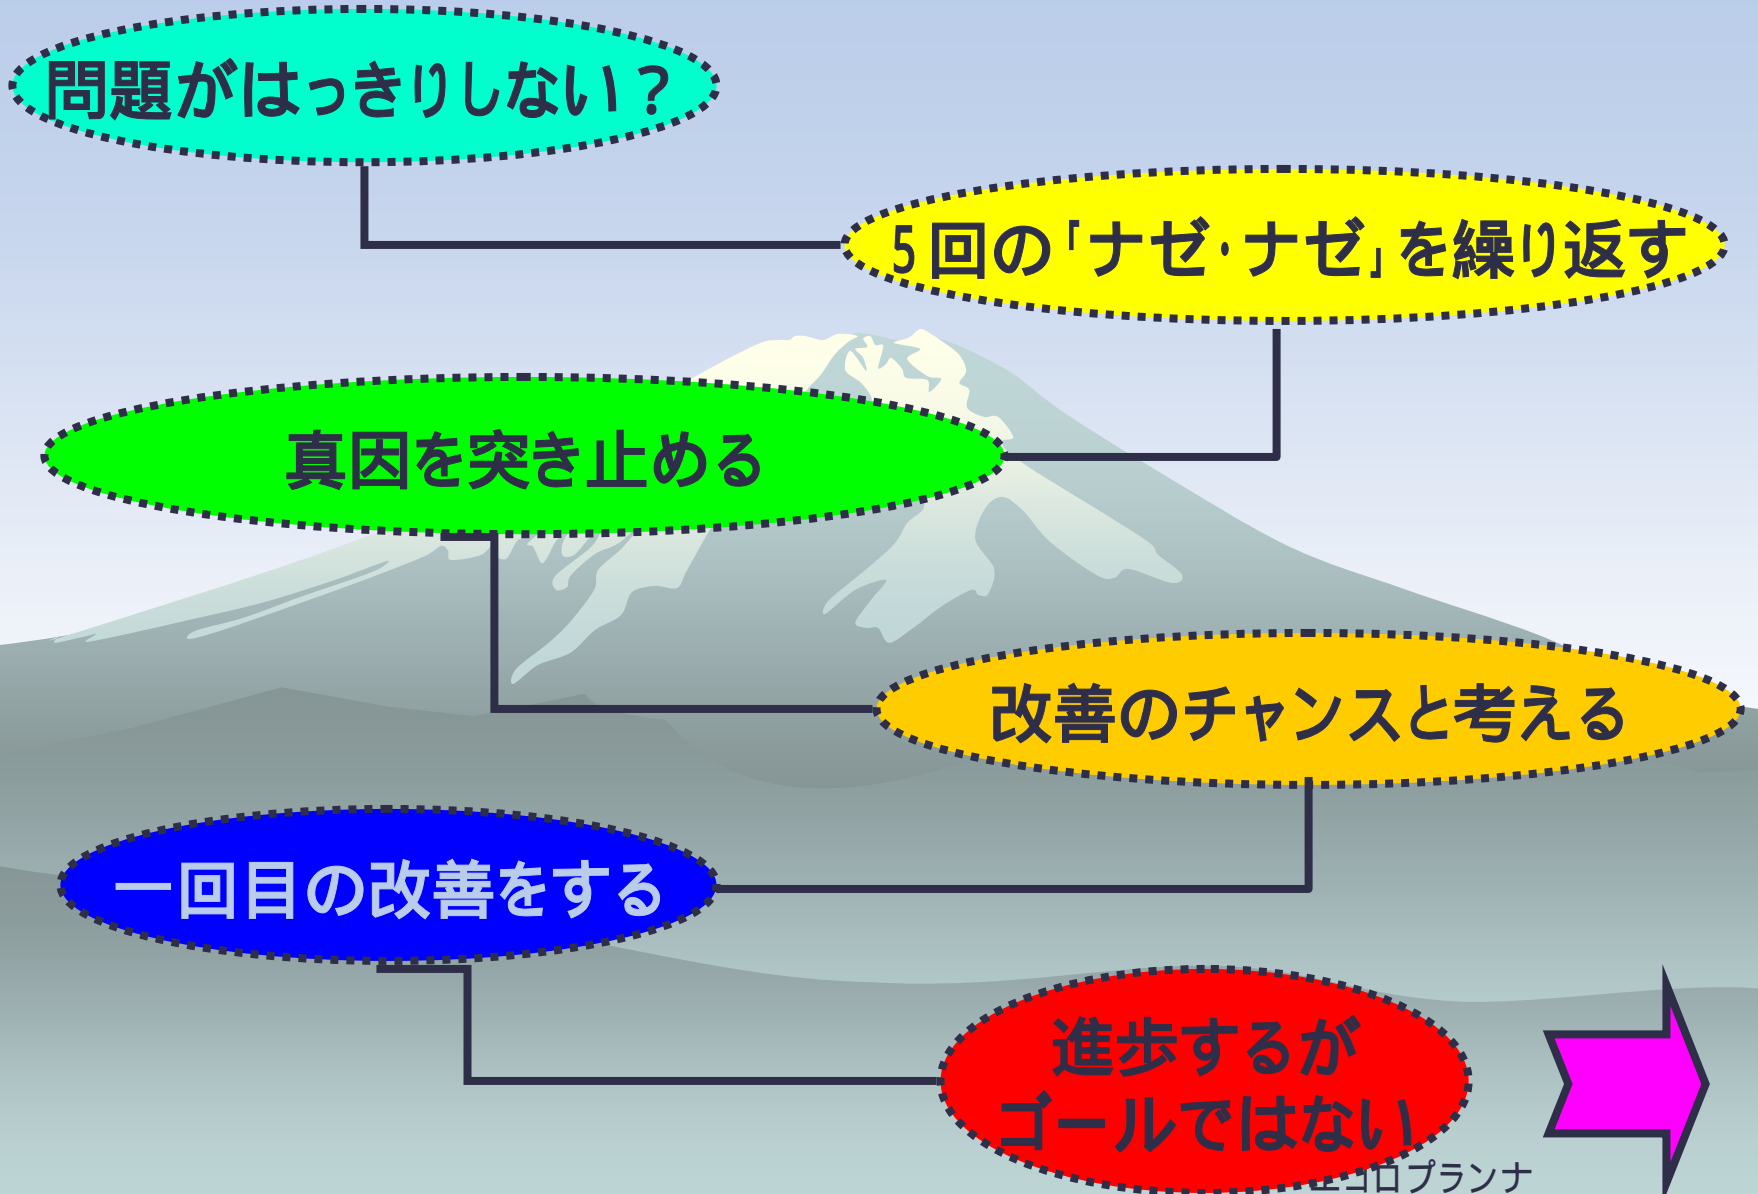 問題がはっきりしない？
５回の「ナゼ・ナゼ」を繰り返す
真因を突き止める
改善のチャンスと考える
一回目の改善をする
進歩するが
ゴールではない
エコロプランナ